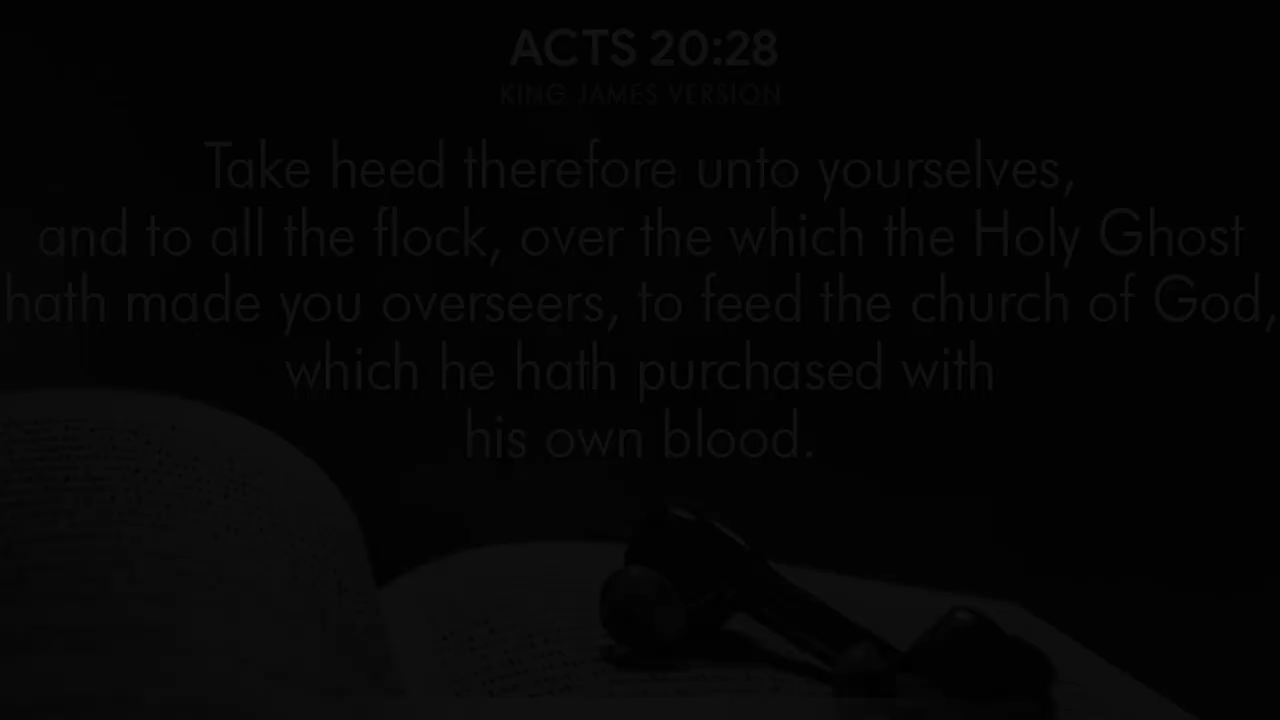 ACTS 20:28
KING JAMES VERSION
Take heed therefore unto yourselves,
and to all the flock, over the which the Holy Ghost
hath made you overseers, to feed the church of God,
which he hath purchased with
his own blood.